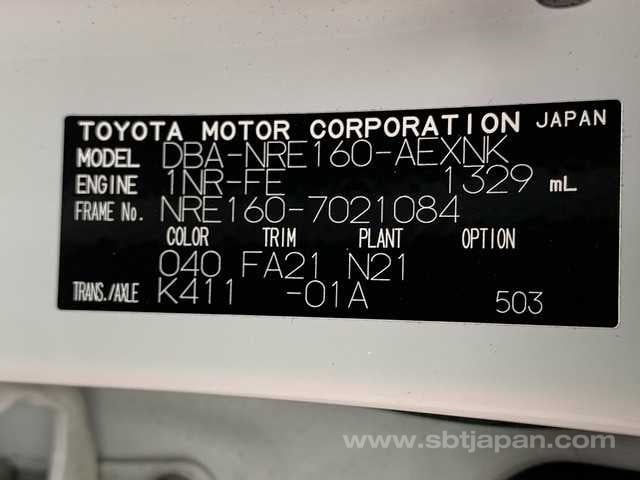 TOYOTA MOTOR CORPORATION JAPAN
MODEL DBA-NRE160-AEXNK
ENGINE 1NR-FE 1329 mL
FRAME No. NRE160-7021084
COLOR TRIM PLANT OPTION
040 FA21 N21
TRANS./AXLE K411 -01A 503
www.sbtjapan.com